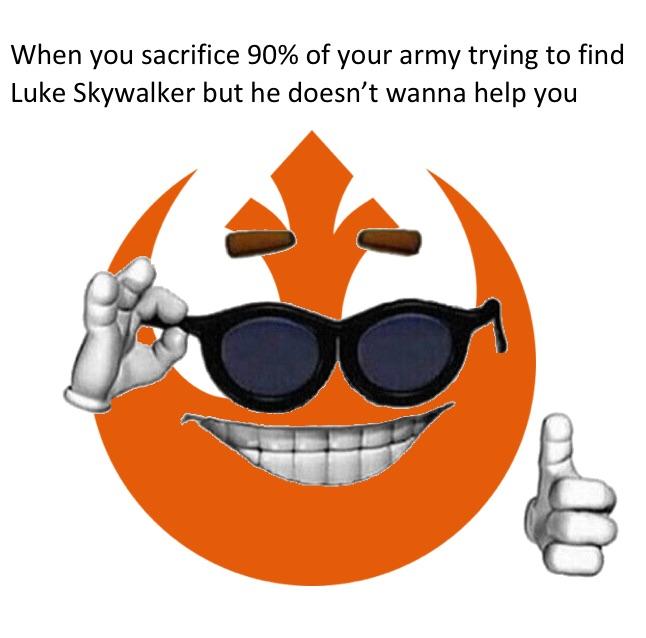 When you sacrifice 90% of your army trying to find
Luke Skywalker but he doesn’t wanna help you